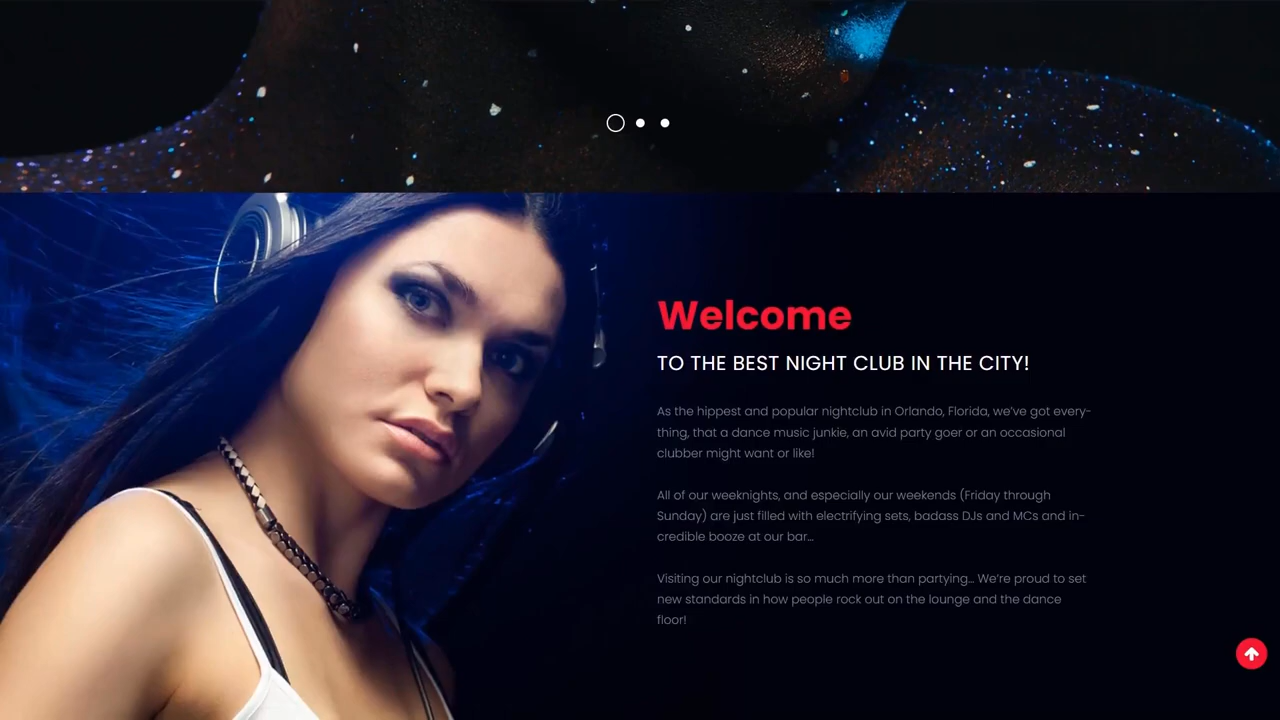 Welcome
TO THE BEST NIGHT CLUB IN THE CITY!
As the hippest and popular nightclub in Orlando, Florida, we've got every-
thing, that a dance music junkie, an avid party goer or an occasional
clubber might want or like!
All of our weeknights, and especially our weekends (Friday through
Sunday) are just filled with electrifying sets, badass DJs and MCs and in-
credible booze at our bar...
Visiting our nightclub is so much more than partying... We're proud to set
new standards in how people rock out on the lounge and the dance
floor!